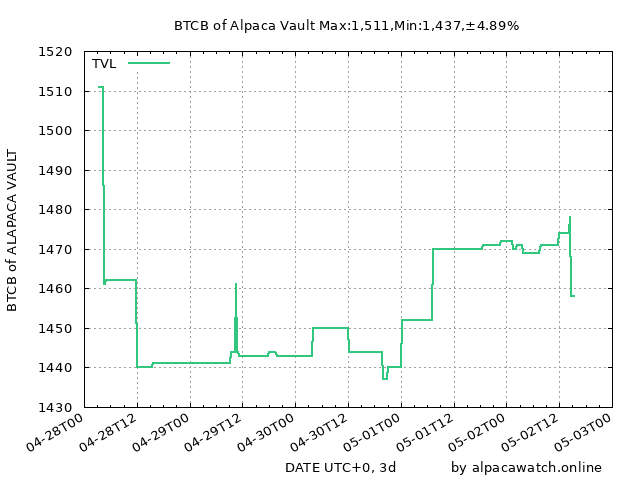 BTCB of Alpaca Vault Max:1,511,Min:1,437,±4.89%
TVL
1520
1510
1500
1490
1480
1470
1460
1450
1440
1430
BTCB of ALAPACA VAULT
04-28T00
04-28T12
04-29T00
04-29T12
04-30T00
04-30T12
05-01T00
05-01T12
05-02T00
05-02T12
05-03T00
DATE UTC+0, 3d
by alpacawatch.online